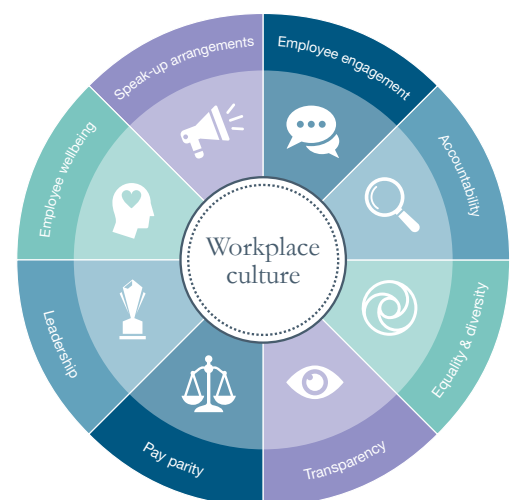 Speak-up arrangements
Employee engagement
Accountability
Equality & diversity
Transparency
Pay parity
Leadership
Employee wellbeing
Workplace
culture